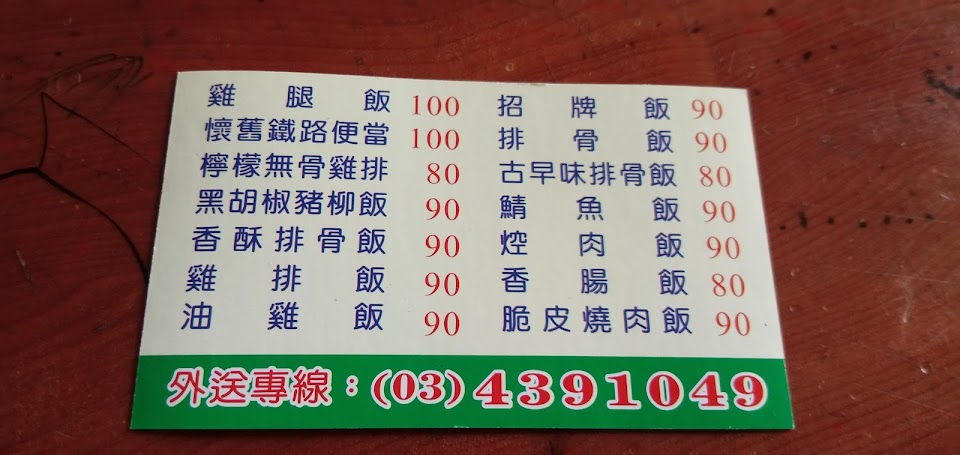 雞腿飯 100
懷舊鐵路便當 100
檸檬無骨雞排 80
黑胡椒豬柳飯 90
香酥排骨飯 90
雞排飯 90
油雞飯 90
招牌飯 90
排骨飯 90
古早味排骨飯 80
鯖魚飯 90
焢肉飯 90
香腸飯 80
脆皮燒肉飯 90
外送專線：(03)4391049